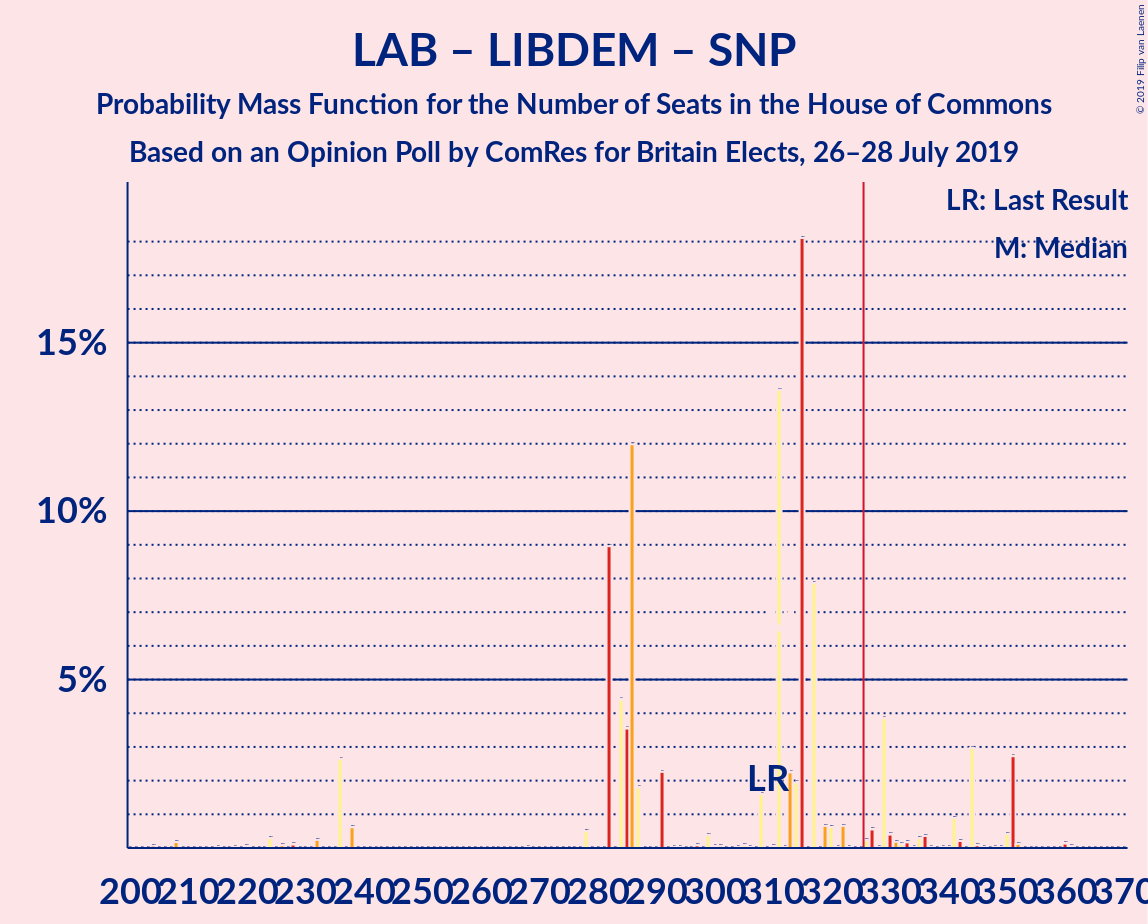 LAB – LIBDEM – SNP
Probability Mass Function for the Number of Seats in the House of Commons
Based on an Opinion Poll by ComRes for Britain Elects, 26–28 July 2019
© 2019 Filip van Laenen
LR: Last Result
M: Median
15%
10%
5%
LR
200 210 220 230 240 250 260 270 280 290 300 310 320 330 340 350 360 370